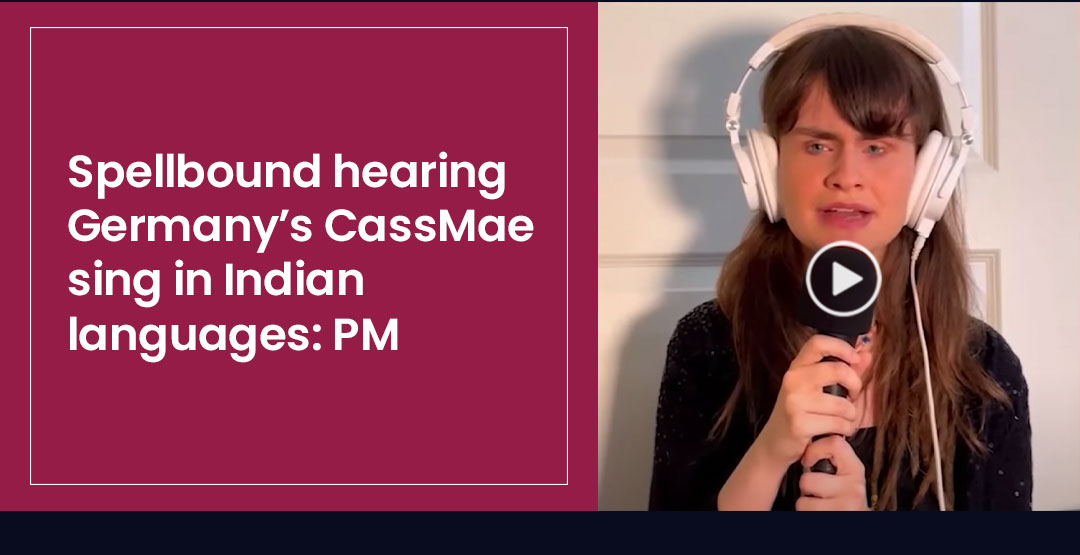 Spellbound hearing
Germany’s CassMae
sing in Indian
languages: PM